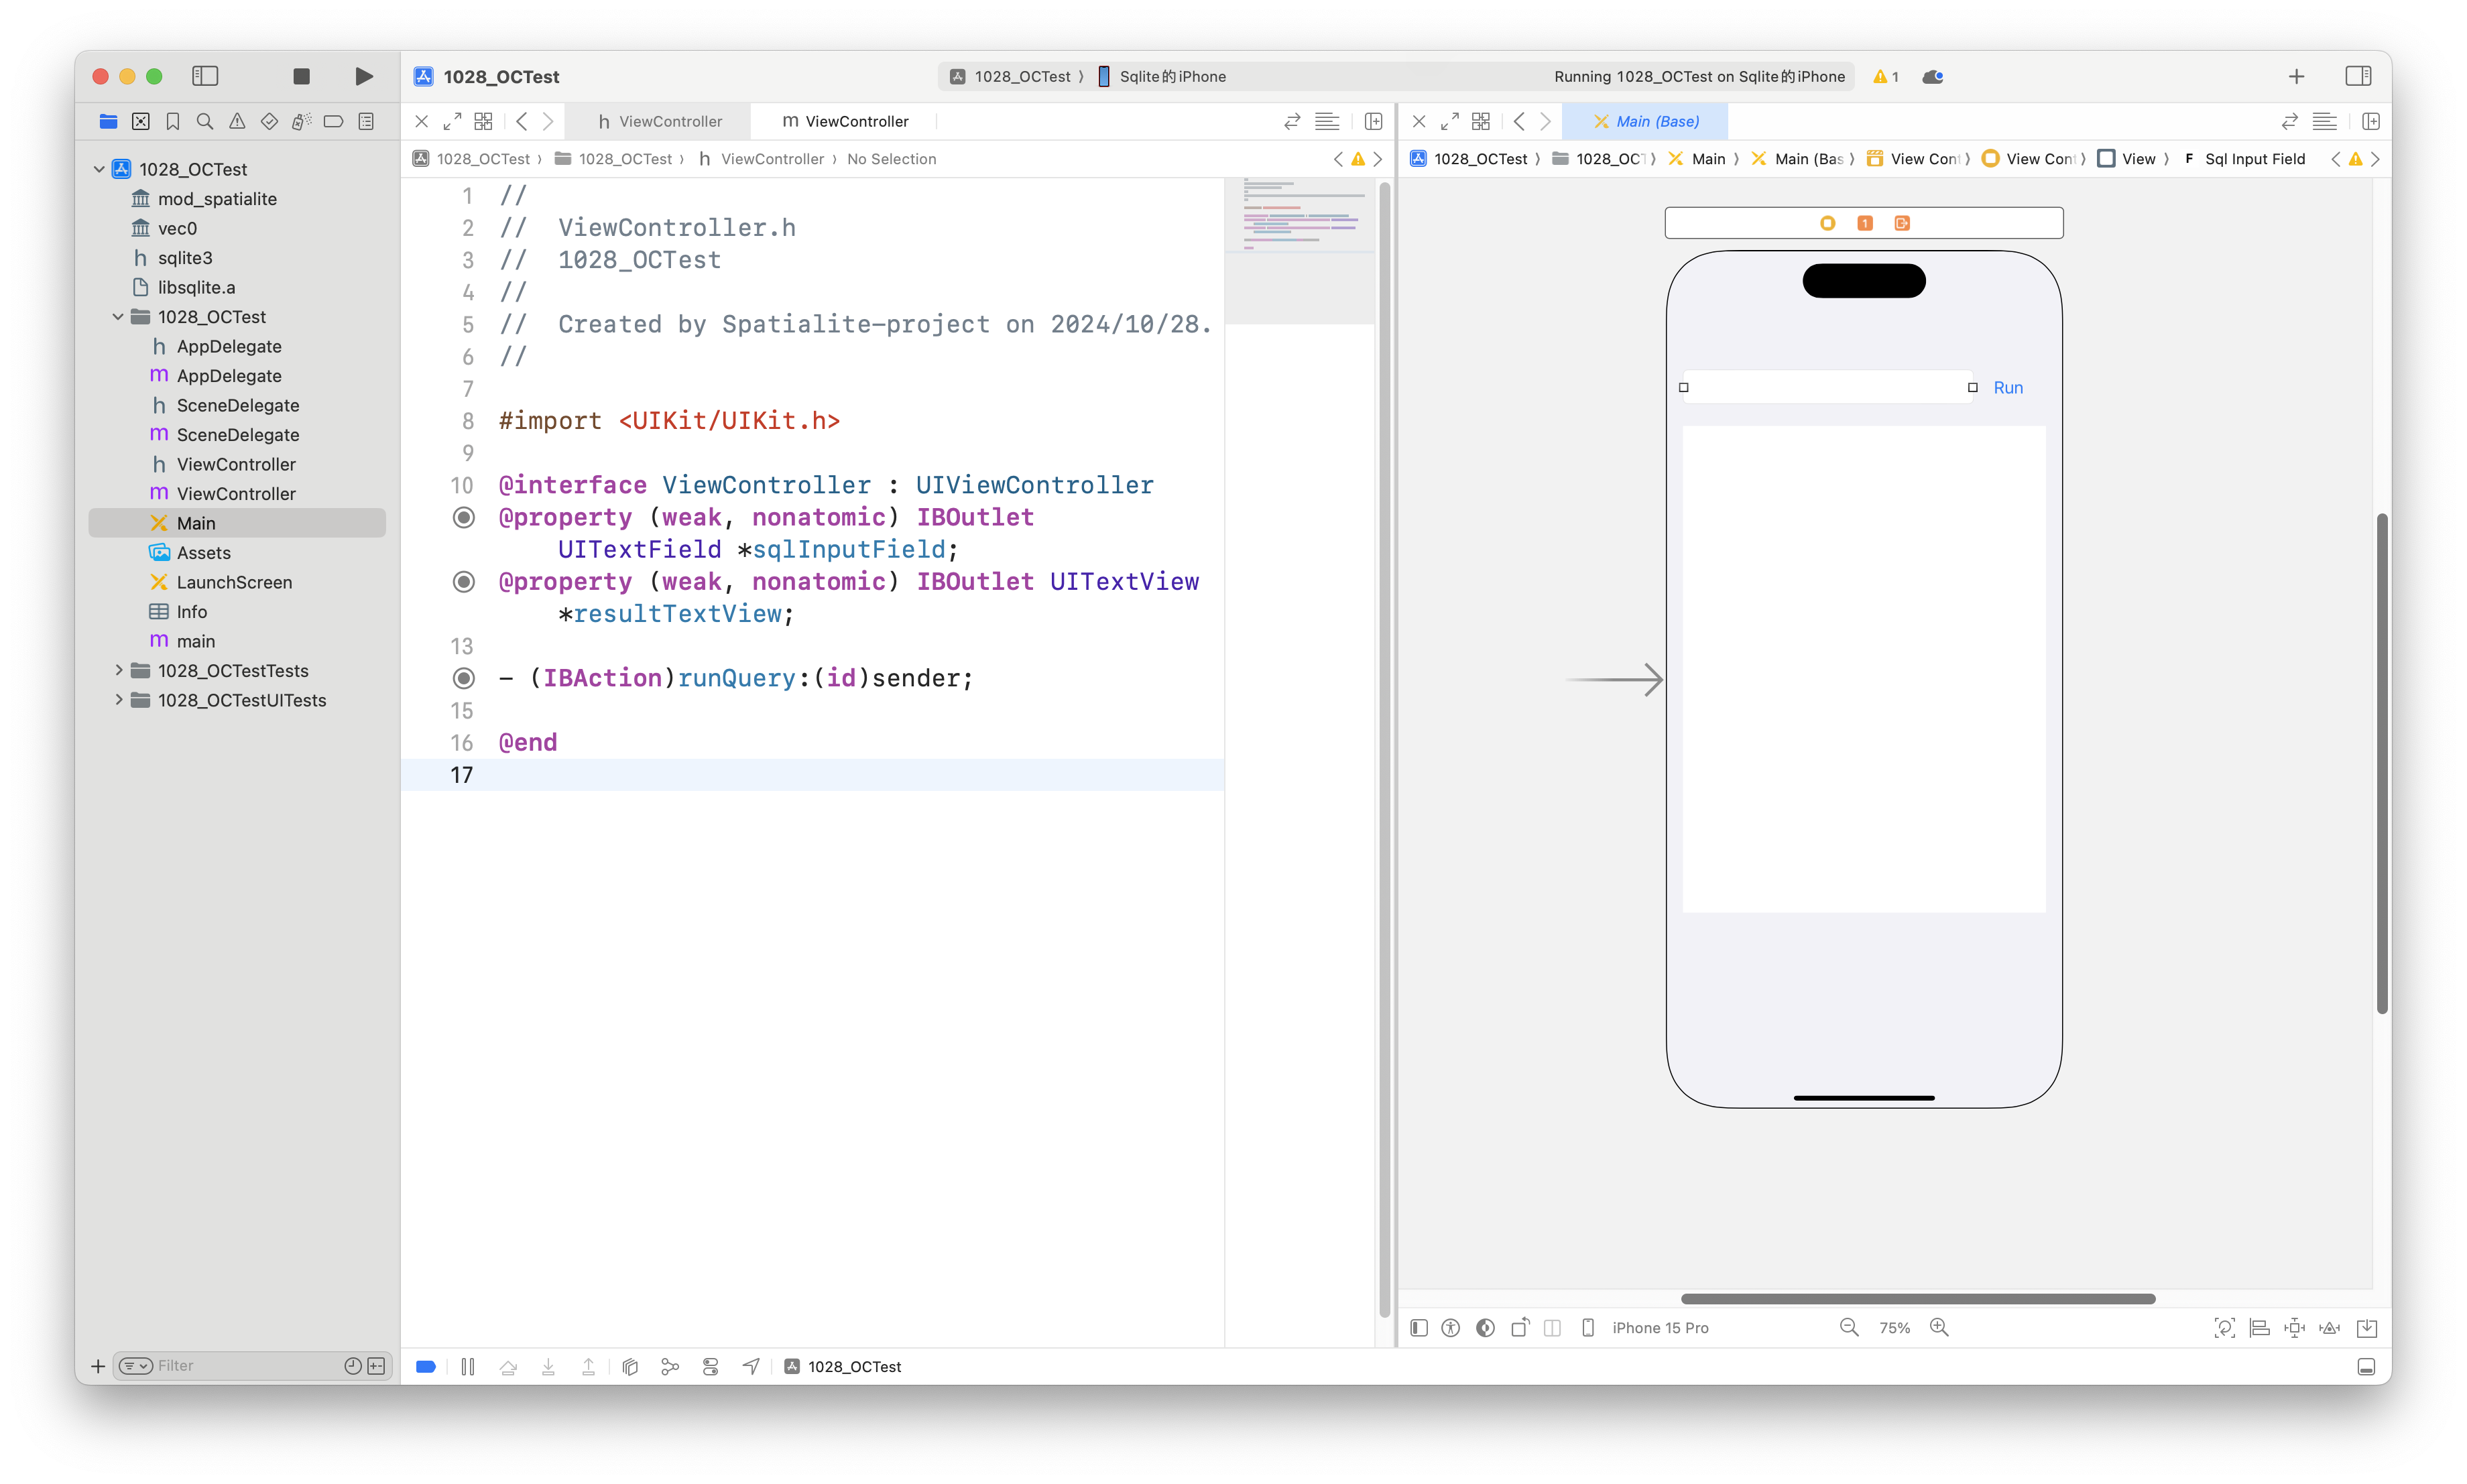 1028_OCTest
1028_OCTest
Sqlite的iPhone
Running 1028_OCTest on Sqlite的iPhone
1
1028_OCTest
mod_spatialite
vec0
h sqlite3
libsqlite.a
1028_OCTest
h AppDelegate
m AppDelegate
h SceneDelegate
m SceneDelegate
h ViewController
m ViewController
Main
Assets
LaunchScreen
Info
m main
1028_OCTestTests
1028_OCTestUITests
Filter
h ViewController
m ViewController
1028_OCTest 〉 1028_OCTest 〉 h ViewController 〉 No Selection
1 //
2 //  ViewController.h
3 //  1028_OCTest
4 //
5 //  Created by Spatialite-project on 2024/10/28.
6 //
7
8 #import <UIKit/UIKit.h>
9
10 @interface ViewController : UIViewController
@property (weak, nonatomic) IBOutlet
UITextField *sqlInputField;
@property (weak, nonatomic) IBOutlet UITextView
*resultTextView;
13
- (IBAction)runQuery:(id)sender;
15
16 @end
17
1028_OCTest
Main (Base)
1028_OCTest 〉 1028_OCT 〉 Main 〉 Main (Bas 〉 View Cont 〉 View Cont 〉 View 〉 F Sql Input Field
1
Run
iPhone 15 Pro
75%